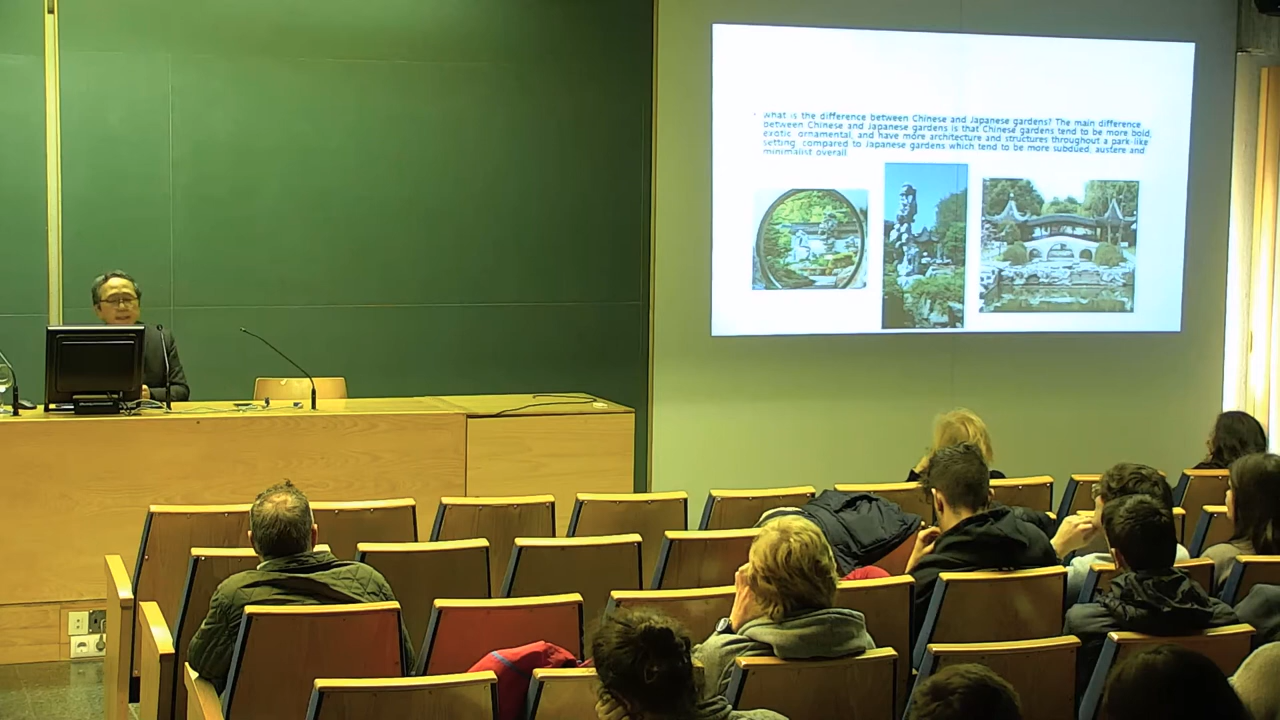 what is the difference between Chinese and Japanese gardens? The main difference
between Chinese and Japanese gardens is that Chinese gardens tend to be more bold,
exotic, ornamental, and have more architecture and structures throughout a park-like
setting, compared to Japanese gardens which tend to be more subdued, austere and
minimalist overall.